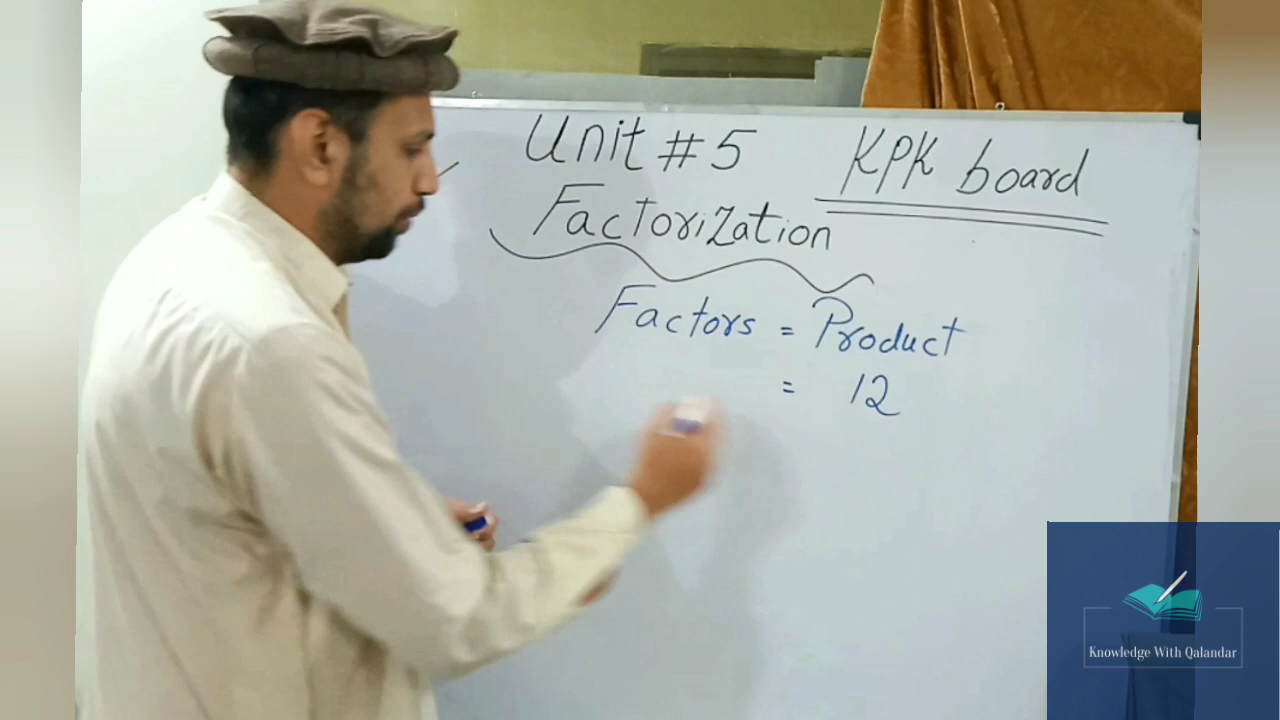 Unit # 5
KPK board
Factorization
Factors = Product
= 12
Knowledge With Qalandar